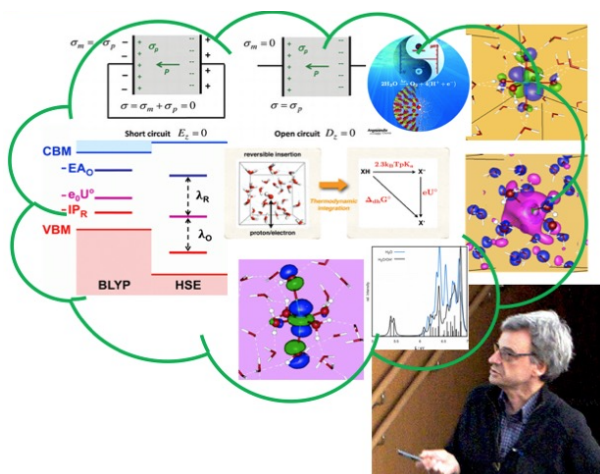 σm = −σp
σp
P
σ = σm + σp = 0
Short circuit Ez = 0
σm = 0
σp
P
σ = σp
Open circuit Dz = 0
CBM
EAO
e0U°
IPR
VBM
λR
λO
BLYP
HSE
reversible insertion
proton/electron
Thermodynamic
integration
2.3kBTpKa
XH
X−
ΔdhG°
eU°
X•